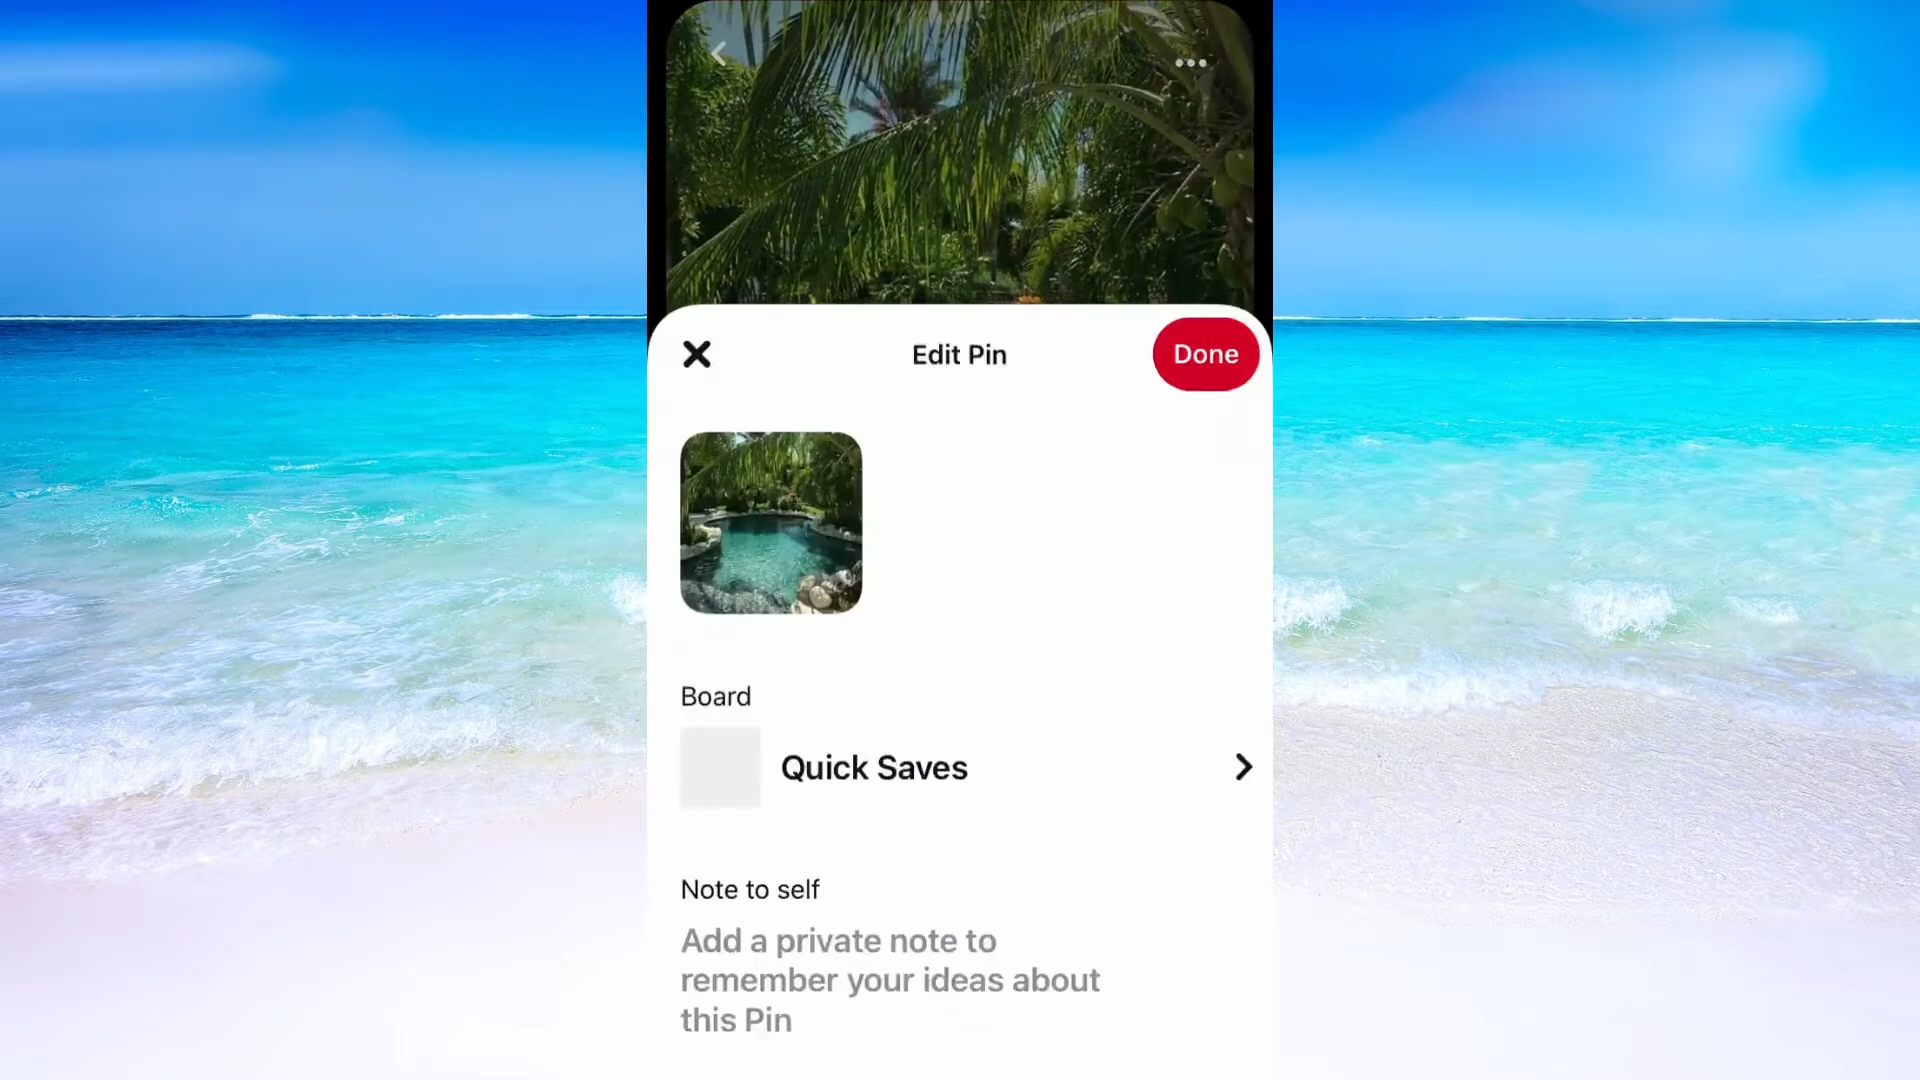 Edit Pin
Done
Board
Quick Saves
Note to self
Add a private note to
remember your ideas about
this Pin